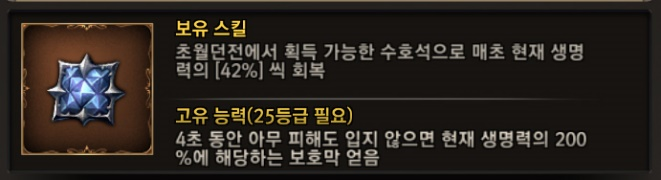 보유 스킬
초월던전에서 획득 가능한 수호석으로 매초 현재 생명
력의 [42%] 씩 회복
고유 능력(25등급 필요)
4초 동안 아무 피해도 입지 않으면 현재 생명력의 200
%에 해당하는 보호막 얻음